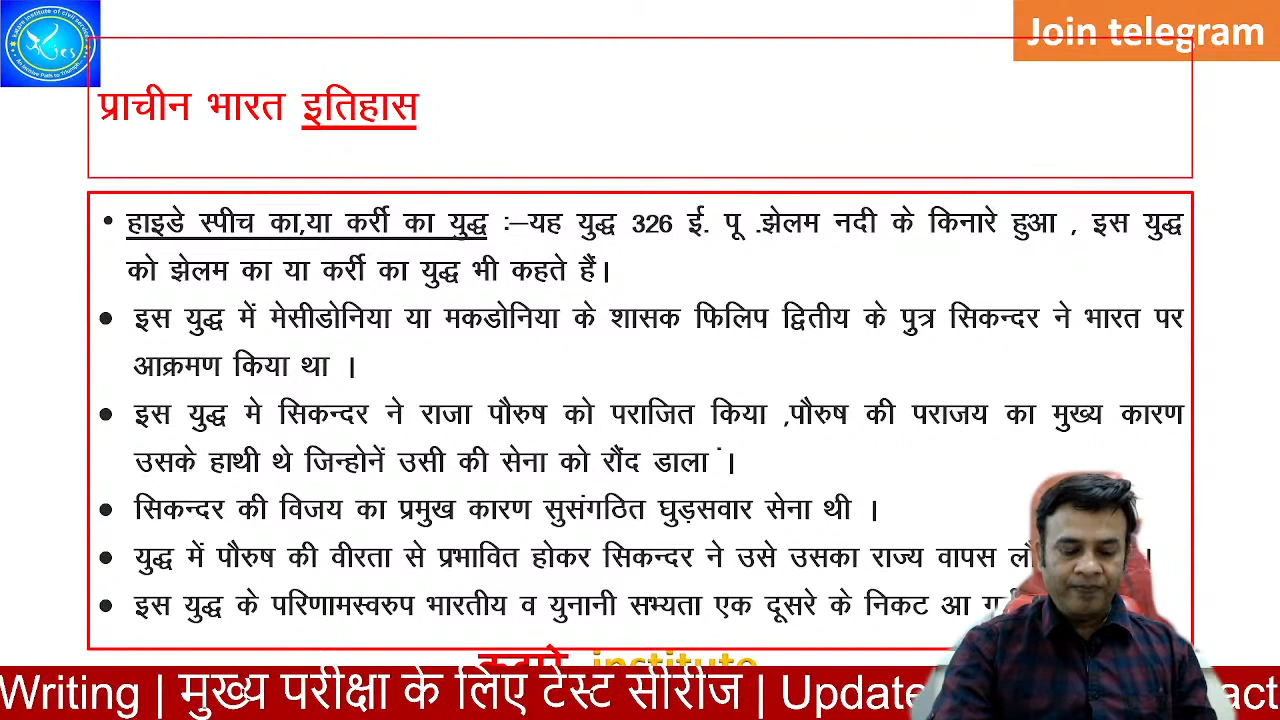 Join telegram
प्राचीन भारत इतिहास
• हाइडे स्पीच का,या कर्री का युद्ध :–यह युद्ध 326 ई. पू .झेलम नदी के किनारे हुआ , इस युद्ध
को झेलम का या कर्री का युद्ध भी कहते हैं।
• इस युद्ध में मेसीडोनिया या मकडोनिया के शासक फिलिप द्वितीय के पुत्र सिकन्दर ने भारत पर
आक्रमण किया था ।
• इस युद्ध मे सिकन्दर ने राजा पौरुष को पराजित किया ,पौरुष की पराजय का मुख्य कारण
उसके हाथी थे जिन्होनें उसी की सेना को रौंद डाला ।
• सिकन्दर की विजय का प्रमुख कारण सुसंगठित घुड़सवार सेना थी ।
• युद्ध में पौरुष की वीरता से प्रभावित होकर सिकन्दर ने उसे उसका राज्य वापस
• इस युद्ध के परिणामस्वरुप भारतीय व युनानी सभ्यता एक दूसरे के निकट आ
institute
Writing | मुख्य परीक्षा के लिए टेस्ट सीरीज | Update